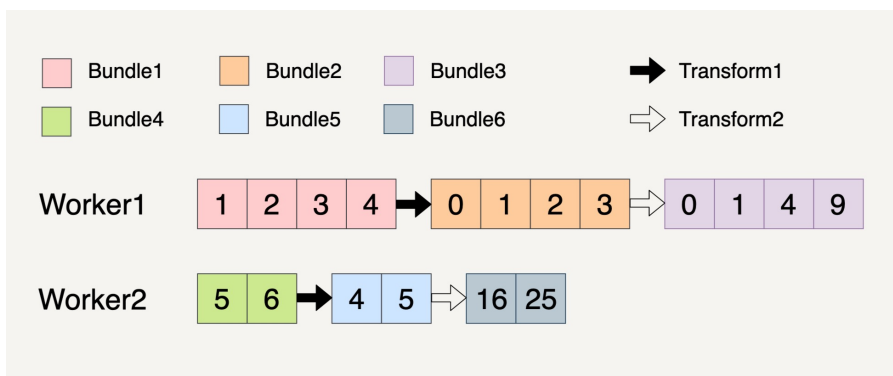 Bundle1 Bundle2 Bundle3 Transform1
Bundle4 Bundle5 Bundle6 Transform2
Worker1 1 2 3 4 0 1 2 3 0 1 4 9
Worker2 5 6 4 5 16 25